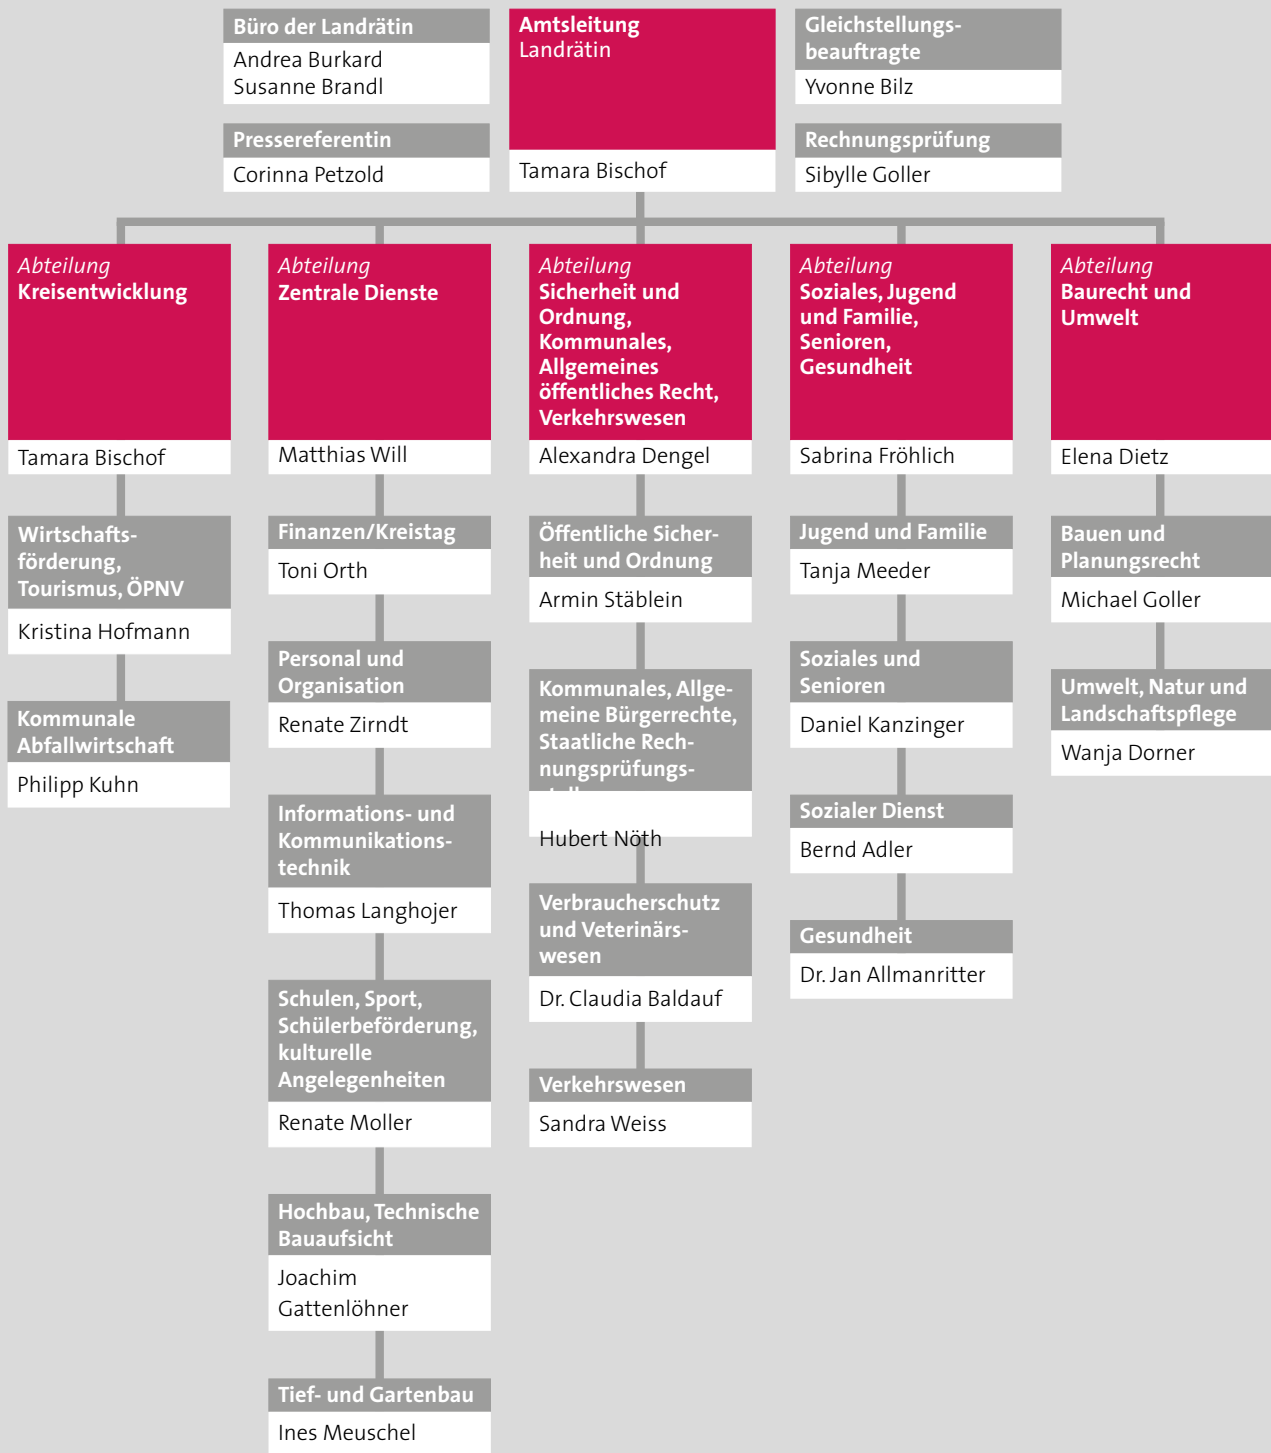 Büro der Landrätin
Andrea Burkard
Susanne Brandl
Pressereferentin
Corinna Petzold
Amtsleitung
Landrätin
Tamara Bischof
Gleichstellungs-
beauftragte
Yvonne Bilz
Rechnungsprüfung
Sibylle Goller
Abteilung
Kreisentwicklung
Tamara Bischof
Wirtschafts-
förderung,
Tourismus, ÖPNV
Kristina Hofmann
Kommunale
Abfallwirtschaft
Philipp Kuhn
Abteilung
Zentrale Dienste
Matthias Will
Finanzen/Kreistag
Toni Orth
Personal und
Organisation
Renate Zirndt
Informations- und
Kommunikations-
technik
Thomas Langhojer
Schulen, Sport,
Schülerbeförderung,
kulturelle
Angelegenheiten
Renate Moller
Hochbau, Technische
Bauaufsicht
Joachim
Gattenlöhner
Tief- und Gartenbau
Ines Meuschel
Abteilung
Sicherheit und
Ordnung,
Kommunales,
Allgemeines
öffentliches Recht,
Verkehrswesen
Alexandra Dengel
Öffentliche Sicher-
heit und Ordnung
Armin Stäblein
Kommunales, Allge-
meine Bürgerrechte,
Staatliche Rech-
nungsprüfungs-
Hubert Nöth
Verbraucherschutz
und Veterinärs-
wesen
Dr. Claudia Baldauf
Verkehrswesen
Sandra Weiss
Abteilung
Soziales, Jugend
und Familie,
Senioren,
Gesundheit
Sabrina Fröhlich
Jugend und Familie
Tanja Meeder
Soziales und
Senioren
Daniel Kanzinger
Sozialer Dienst
Bernd Adler
Gesundheit
Dr. Jan Allmanritter
Abteilung
Baurecht und
Umwelt
Elena Dietz
Bauen und
Planungsrecht
Michael Goller
Umwelt, Natur und
Landschaftspflege
Wanja Dorner